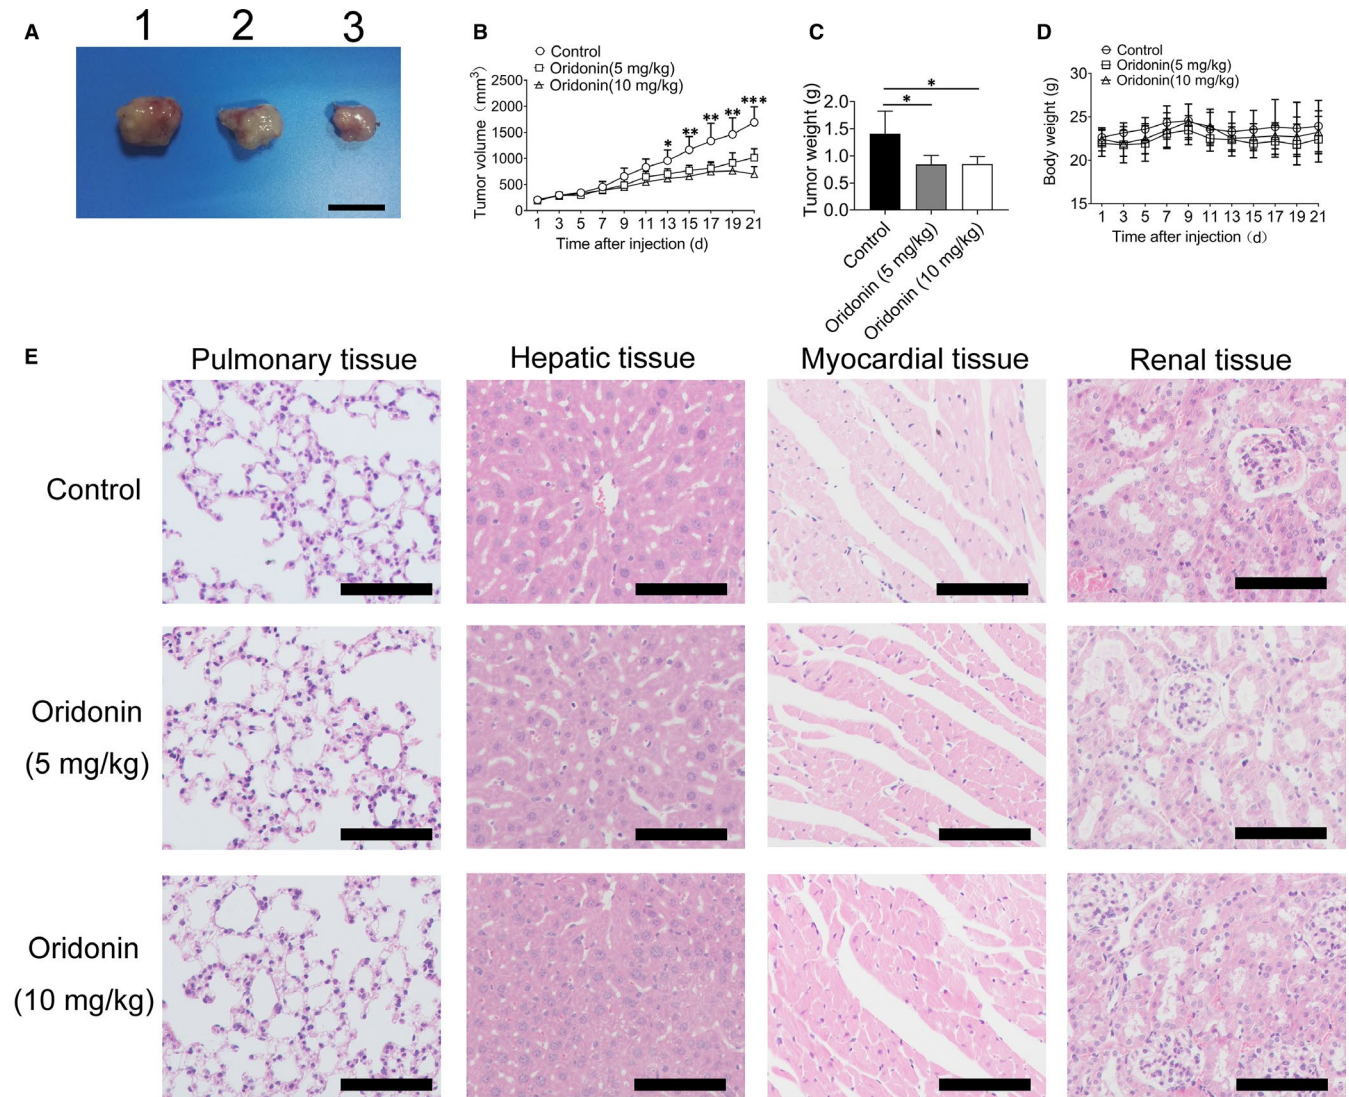 A
1 2 3
B
Control
Oridonin(5 mg/kg)
Oridonin(10 mg/kg)
Tumor volume (mm³)
2500
2000
1500
1000
500
0
* ** ** ** ***
1 3 5 7 9 11 13 15 17 19 21
Time after injection (d)
C
Tumor weight (g)
2.0
1.5
1.0
0.5
0.0
*
*
Control
Oridonin (5 mg/kg)
Oridonin (10 mg/kg)
D
Control
Oridonin(5 mg/kg)
Oridonin(10 mg/kg)
Body weight (g)
30
25
20
15
1 3 5 7 9 11 13 15 17 19 21
Time after injection (d)
E
Pulmonary tissue Hepatic tissue Myocardial tissue Renal tissue
Control
Oridonin
(5 mg/kg)
Oridonin
(10 mg/kg)